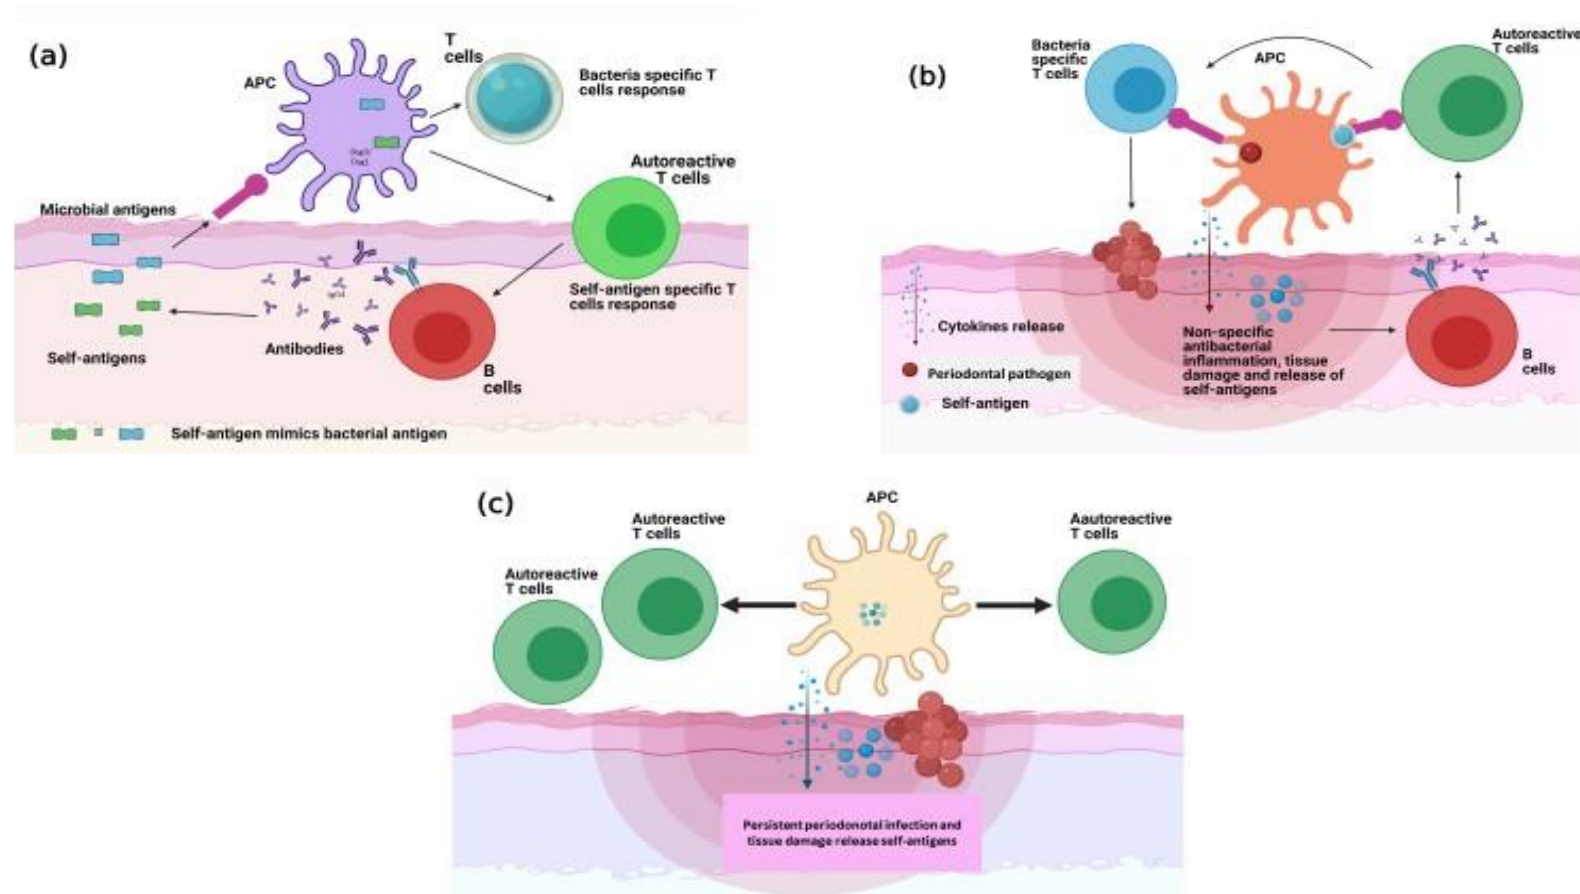 (a)
APC
T
cells
Bacteria specific T
cells response
Autoreactive
T cells
Microbial antigens
Self-antigen specific T
cells response
Antibodies
Self-antigens
B
cells
=
Self-antigen mimics bacterial antigen
(b)
Bacteria
specific
T cells
APC
Autoreactive
T cells
Cytokines release
Periodontal pathogen
Self-antigen
Non-specific
antibacterial
inflammation, tissue
damage and release of
self-antigens
B
cells
(c)
APC
Autoreactive
T cells
Autoreactive
T cells
Aautoreactive
T cells
Persistent periodonotal infection and
tissue damage release self-antigens